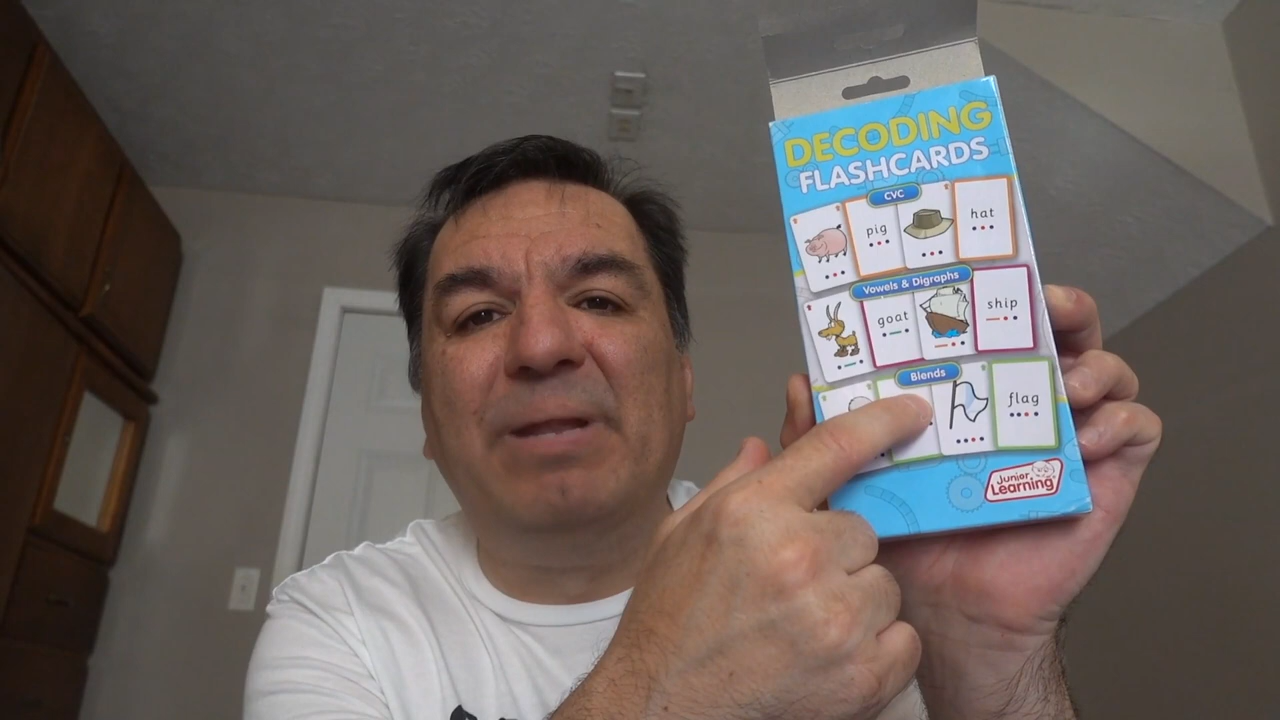 DECODING
FLASHCARDS
CVC
pig
hat
Vowels & Digraphs
goat
ship
Blends
flag
Junior
Learning